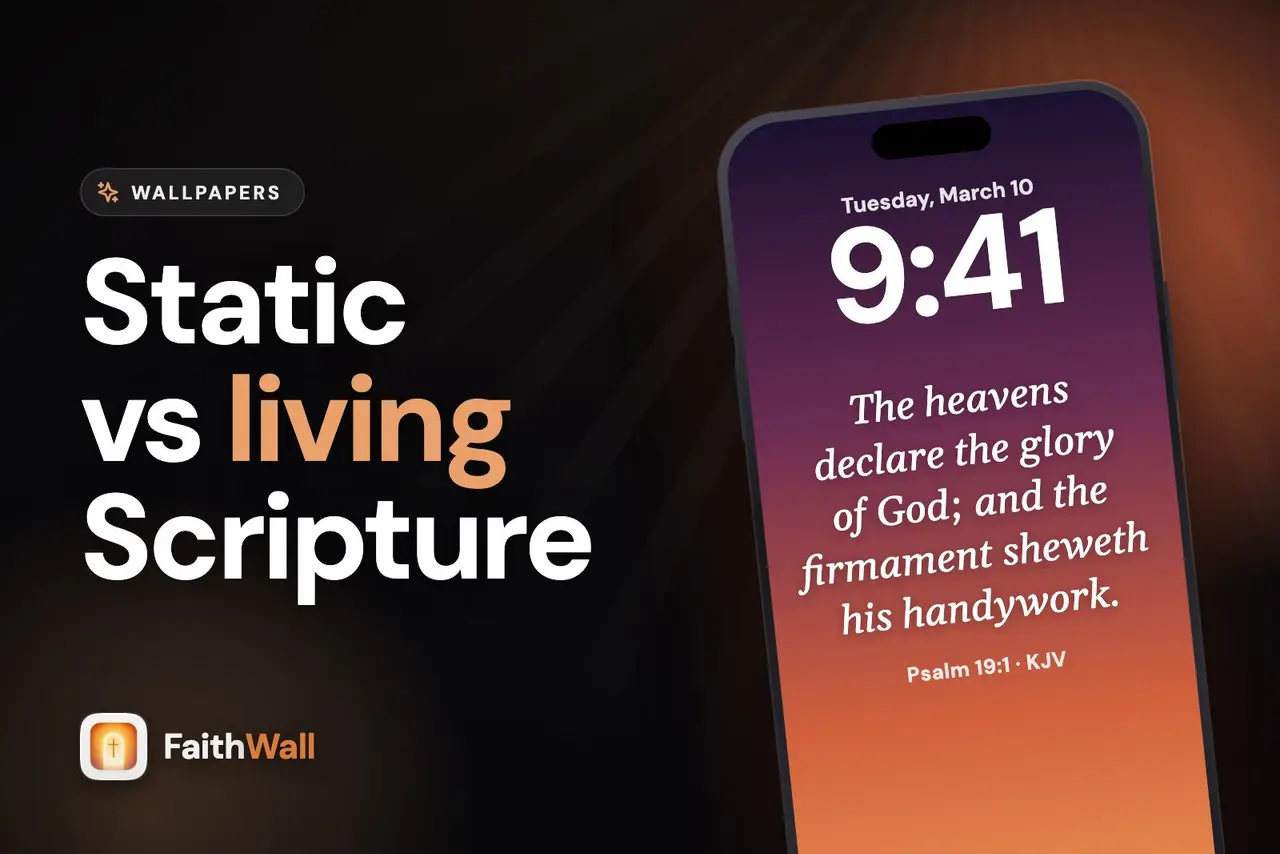 WALLPAPERS
Static
vs living
Scripture
FaithWall
Tuesday, March 10
9:41
The heavens
declare the glory
of God; and the
firmament sheweth
his handywork.
Psalm 19:1 · KJV